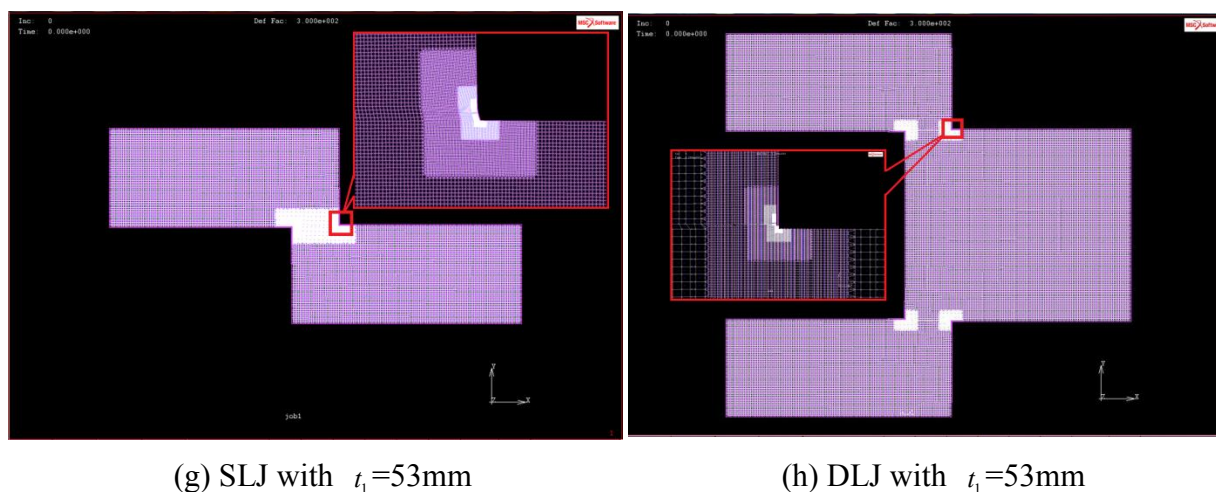 Inc: 0
Time: 0.000e+000
Def Fac: 3.000e+002
MSC Software
job1
Y
Z X
1
Inc: 0
Time: 0.000e+000
Def Fac: 3.000e+002
MSC Software
Y
Z X
(g) SLJ with t₁=53mm
(h) DLJ with t₁=53mm